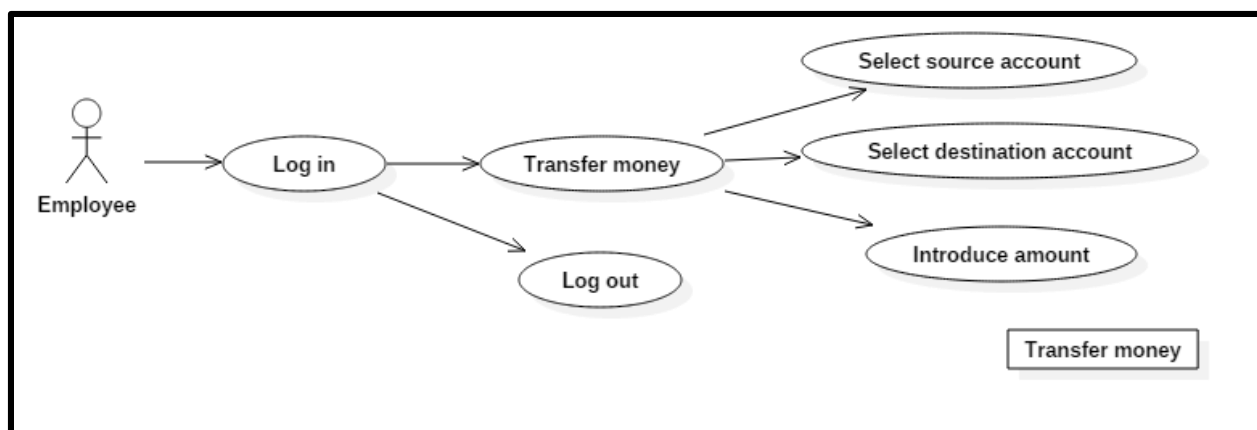 Select source account
Select destination account
Log in
Transfer money
Employee
Introduce amount
Log out
Transfer money